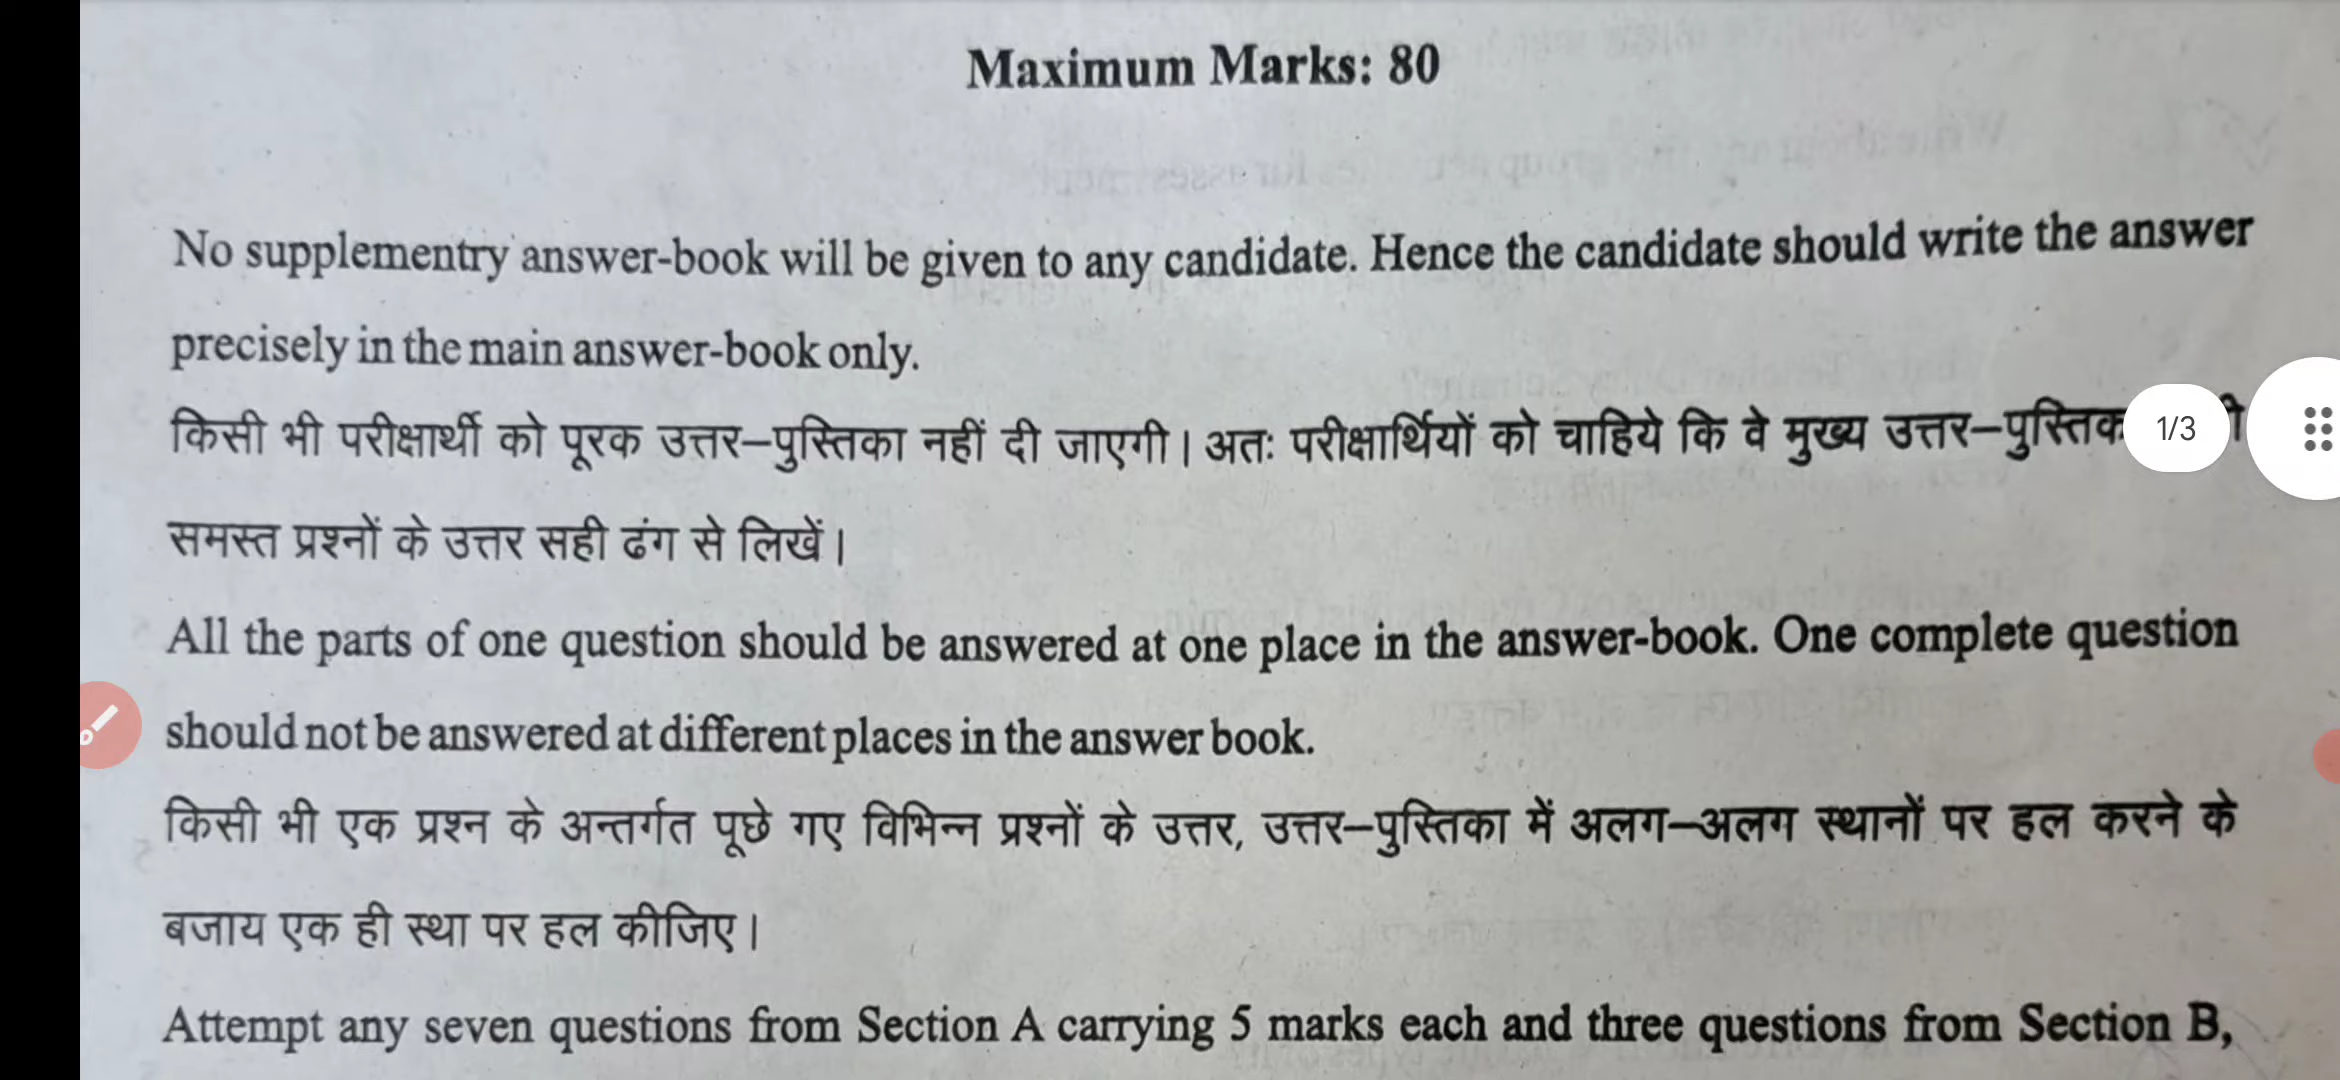 Maximum Marks: 80
No supplementry answer-book will be given to any candidate. Hence the candidate should write the answer
precisely in the main answer-book only.
किसी भी परीक्षार्थी को पूरक उत्तर–पुस्तिका नहीं दी जाएगी। अतः परीक्षार्थियों को चाहिये कि वे मुख्य उत्तर–पुस्तिक
1/3
समस्त प्रश्नों के उत्तर सही ढंग से लिखें।
All the parts of one question should be answered at one place in the answer-book. One complete question
should not be answered at different places in the answer book.
किसी भी एक प्रश्न के अन्तर्गत पूछे गए विभिन्न प्रश्नों के उत्तर, उत्तर–पुस्तिका में अलग–अलग स्थानों पर हल करने के
बजाय एक ही स्था पर हल कीजिए।
Attempt any seven questions from Section A carrying 5 marks each and three questions from Section B,